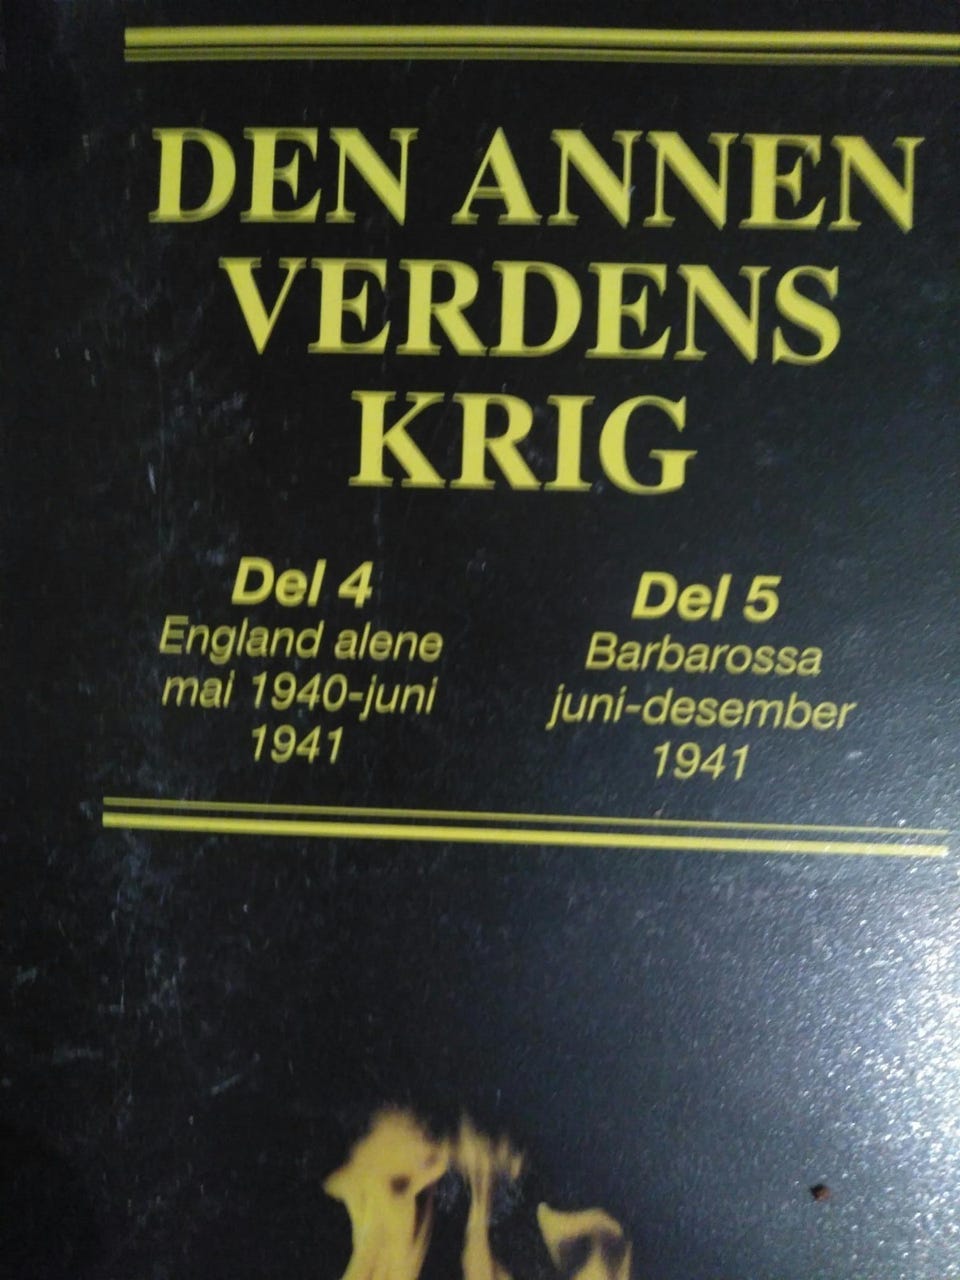 DEN ANNEN
VERDENS
KRIG
Del 4
England alene
mai 1940-juni
1941
Del 5
Barbarossa
juni-desember
1941